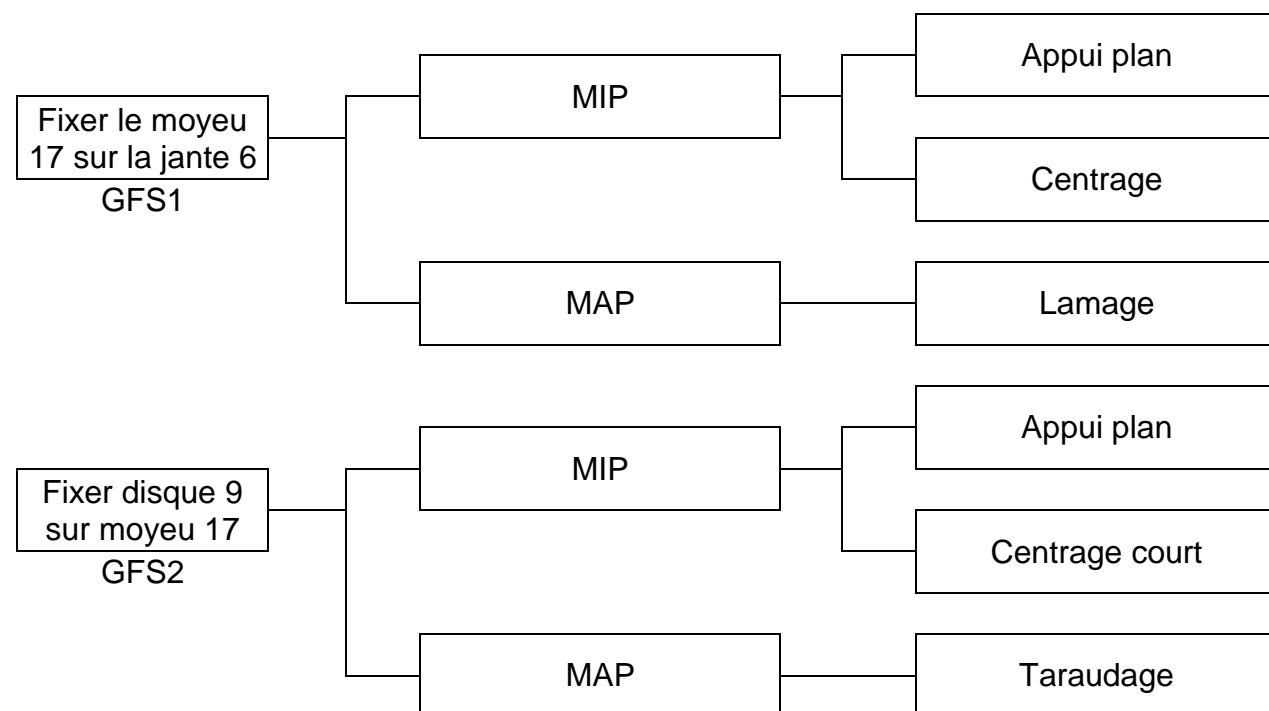 Fixer le moyeu
17 sur la jante 6
GFS1
MIP
Appui plan
Centrage
MAP
Lamage
Fixer disque 9
sur moyeu 17
GFS2
MIP
Appui plan
Centrage court
MAP
Taraudage